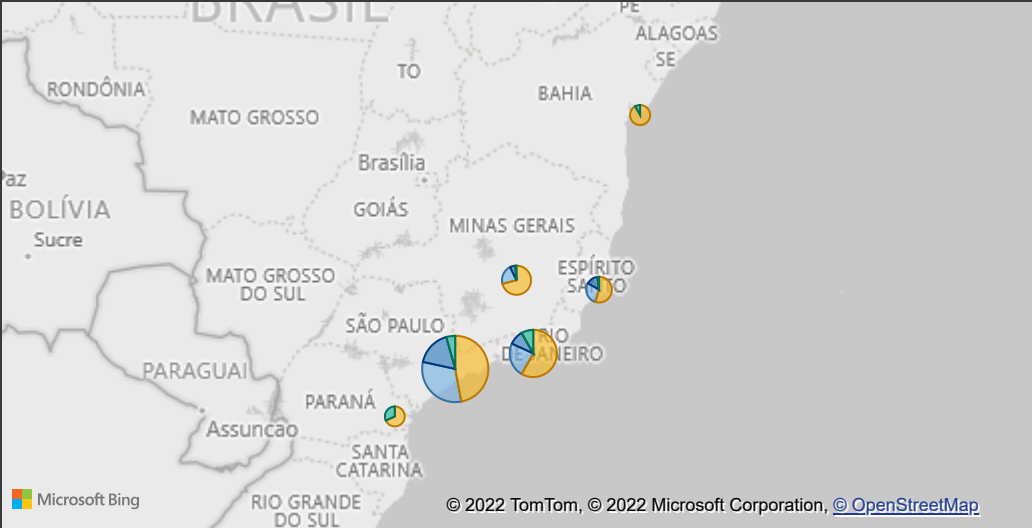 BRASIL
PE
ALAGOAS
SE
TO
RONDÔNIA
BAHIA
MATO GROSSO
Brasília
az
BOLÍVIA
GOIÁS
MINAS GERAIS
Sucre
MATO GROSSO
DO SUL
ESPÍRITO
SANTO
SÃO PAULO
RIO
DE JANEIRO
PARAGUAI
PARANÁ
Assuncao
SANTA
CATARINA
RIO GRANDE
DO SUL
Microsoft Bing
© 2022 TomTom, © 2022 Microsoft Corporation, © OpenStreetMap